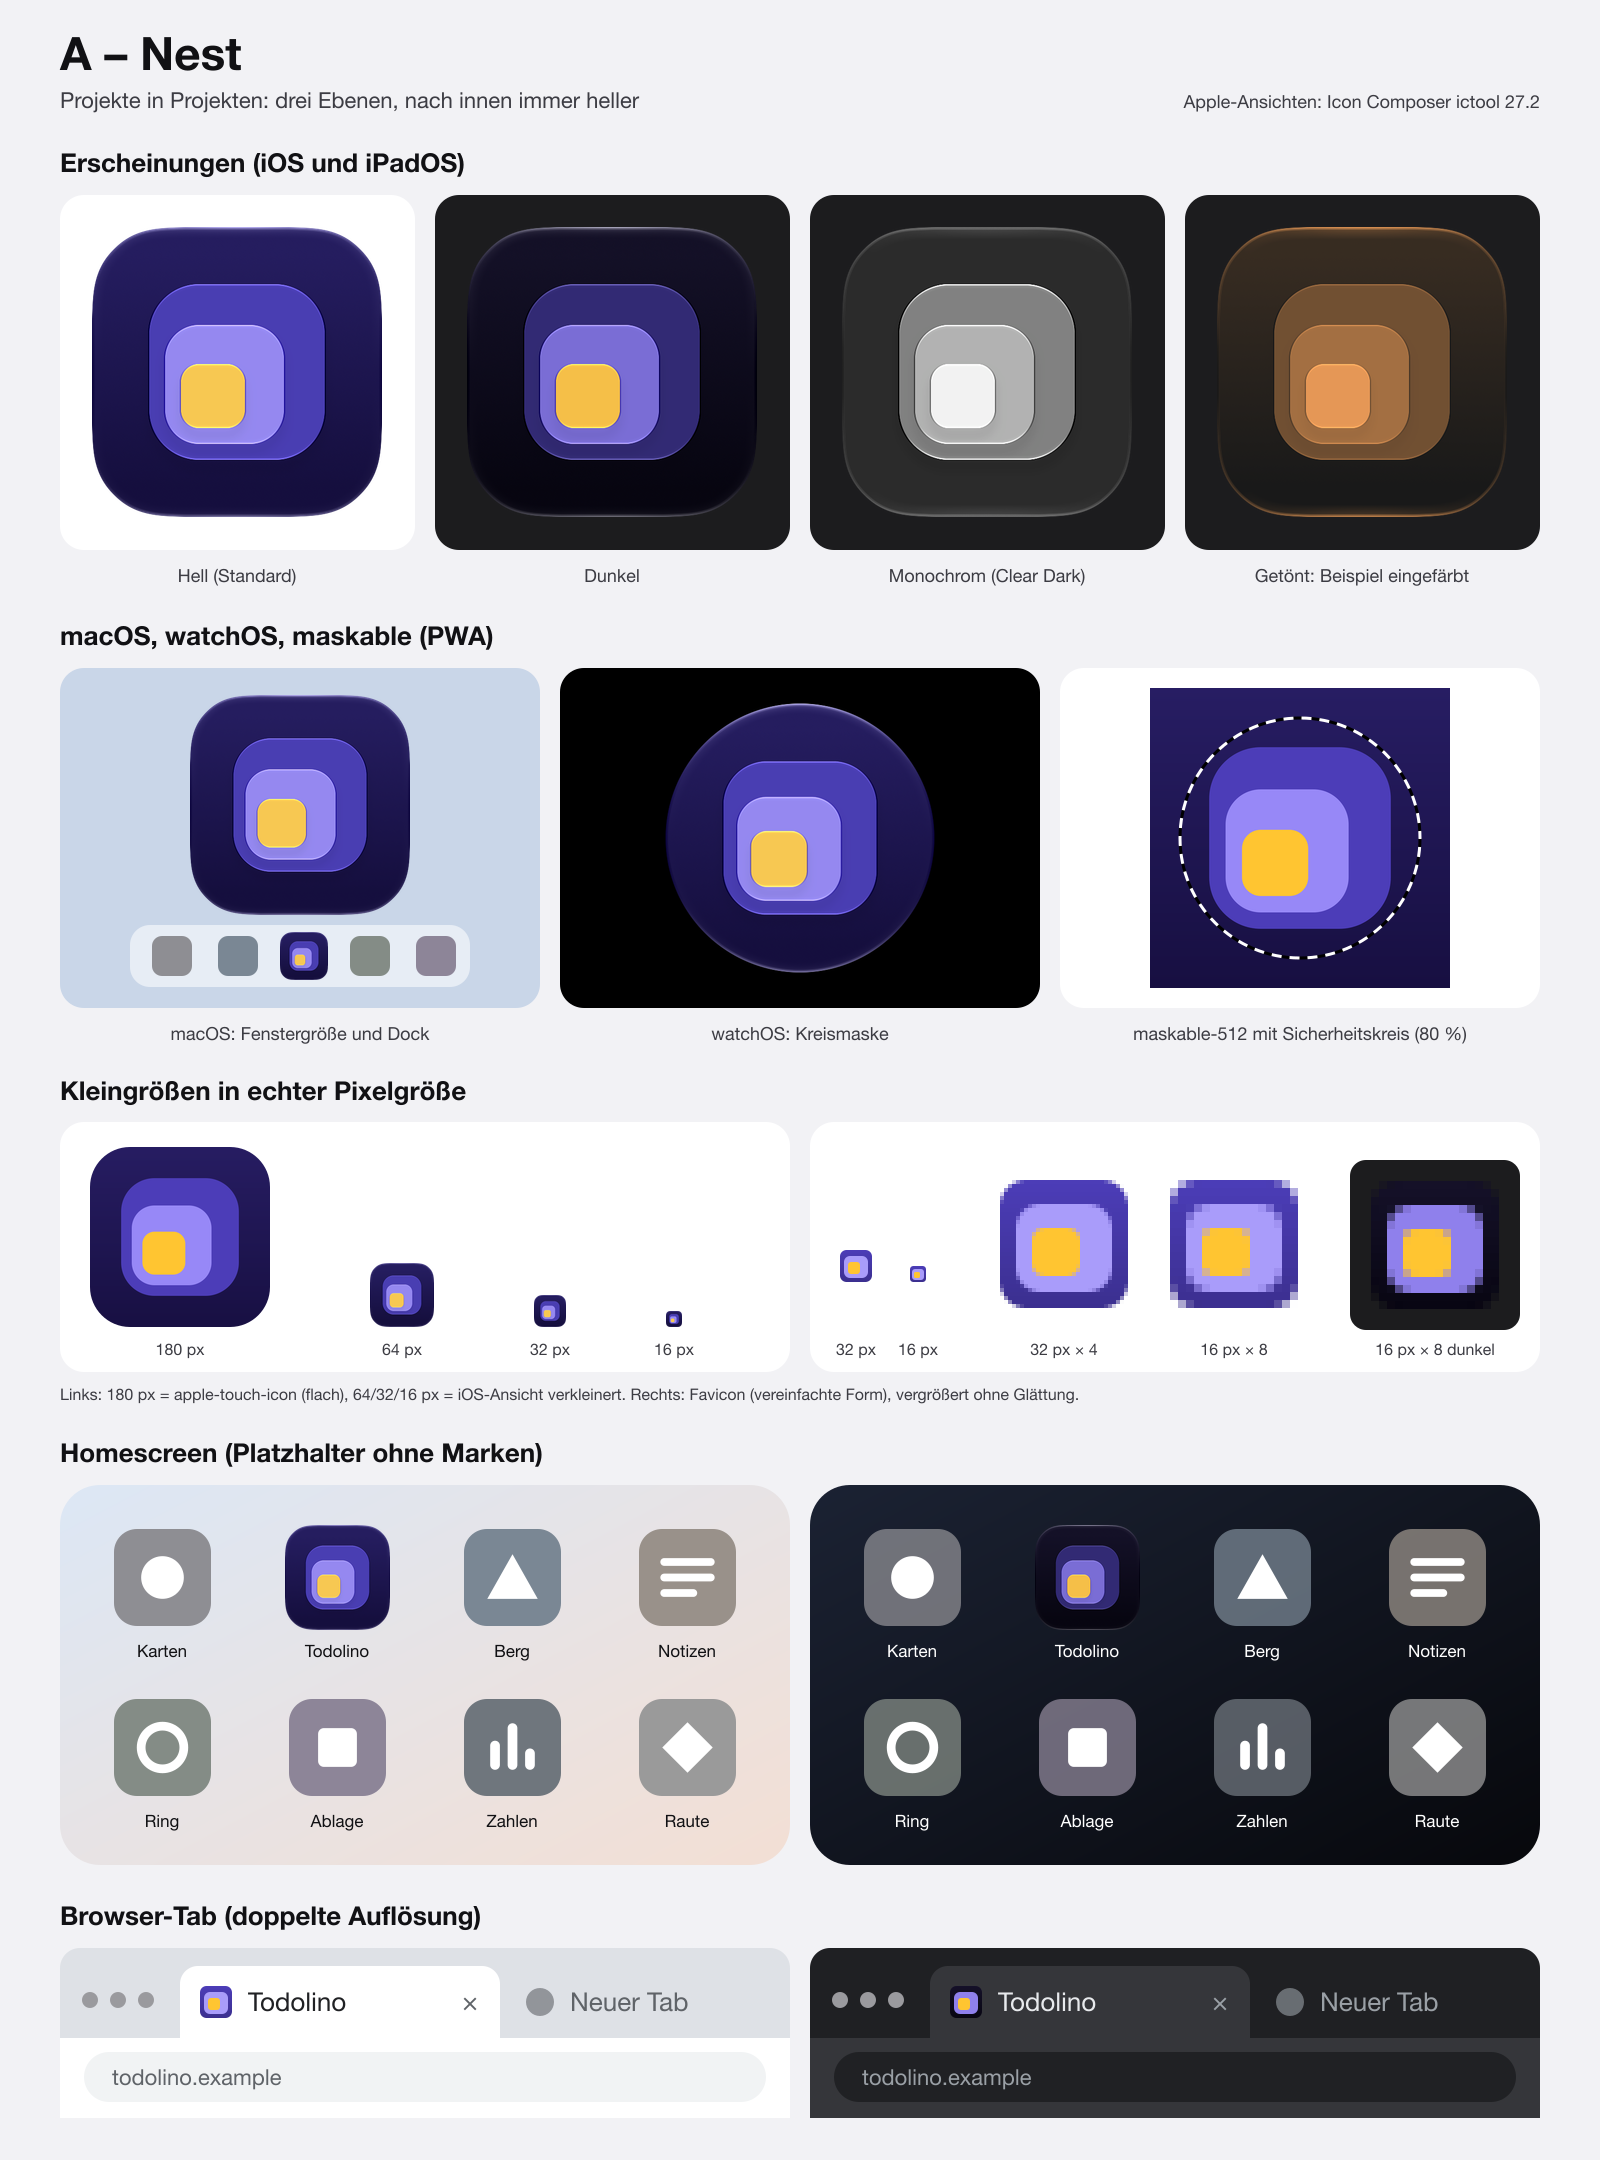 A – Nest
Projekte in Projekten: drei Ebenen, nach innen immer heller
Apple-Ansichten: Icon Composer ictool 27.2
Erscheinungen (iOS und iPadOS)
Hell (Standard)
Dunkel
Monochrom (Clear Dark)
Getönt: Beispiel eingefärbt
macOS, watchOS, maskable (PWA)
macOS: Fenstergröße und Dock
watchOS: Kreismaske
maskable-512 mit Sicherheitskreis (80 %)
Kleingrößen in echter Pixelgröße
180 px
64 px
32 px
16 px
32 px
16 px
32 px × 4
16 px × 8
16 px × 8 dunkel
Links: 180 px = apple-touch-icon (flach), 64/32/16 px = iOS-Ansicht verkleinert. Rechts: Favicon (vereinfachte Form), vergrößert ohne Glättung.
Homescreen (Platzhalter ohne Marken)
Karten
Todolino
Berg
Notizen
Ring
Ablage
Zahlen
Raute
Karten
Todolino
Berg
Notizen
Ring
Ablage
Zahlen
Raute
Browser-Tab (doppelte Auflösung)
Todolino ×
Neuer Tab
todolino.example
Todolino ×
Neuer Tab
todolino.example